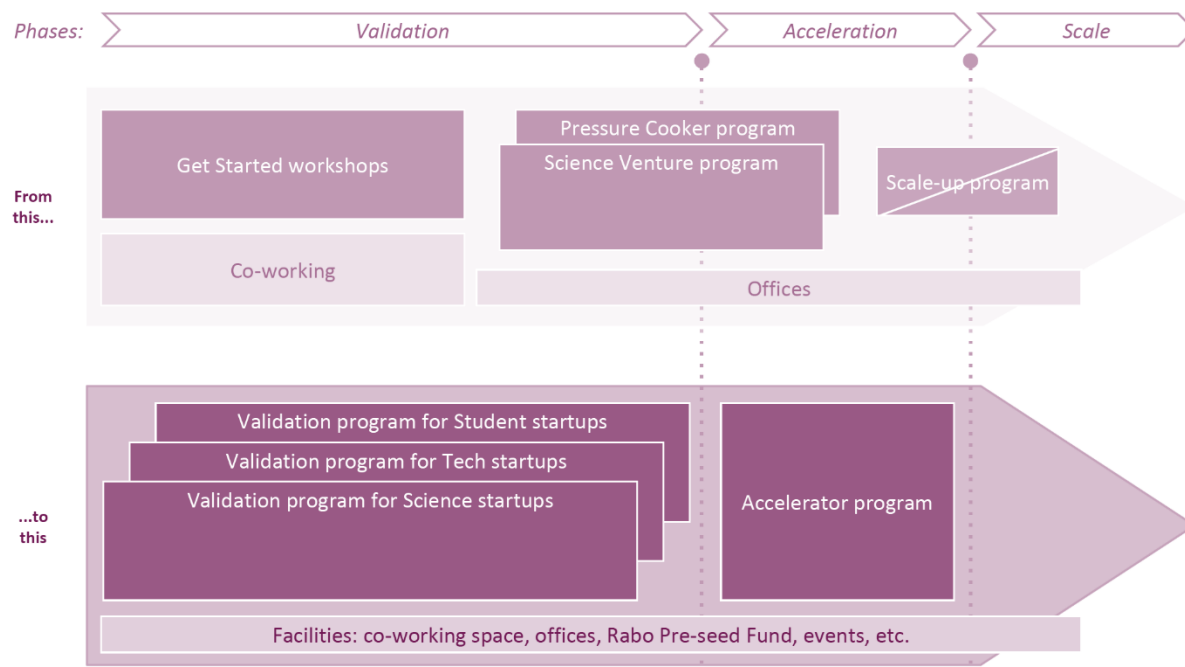 Phases:
Validation
Acceleration
Scale
Pressure Cooker program
Get Started workshops
Science Venture program
Scale-up program
From
this...
Co-working
Offices
Validation program for Student startups
Validation program for Tech startups
Validation program for Science startups
Accelerator program
...to
this
Facilities: co-working space, offices, Rabo Pre-seed Fund, events, etc.